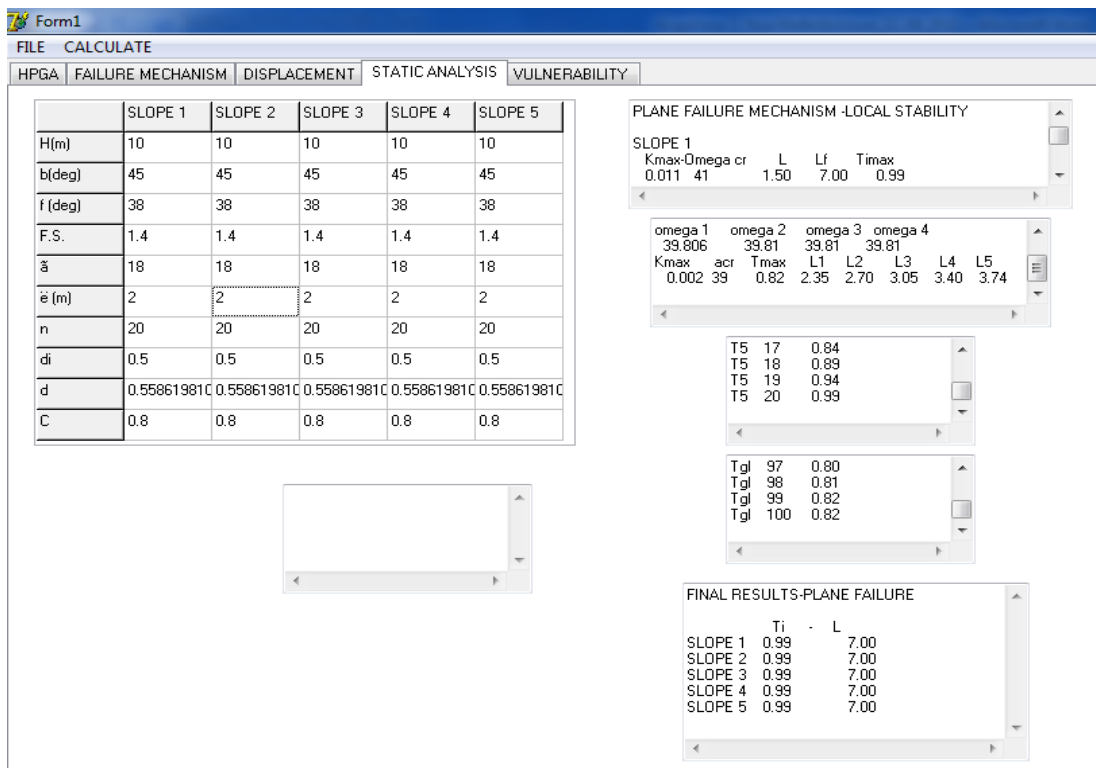 Form1
FILE CALCULATE
HPGA FAILURE MECHANISM DISPLACEMENT STATIC ANALYSIS VULNERABILITY
SLOPE 1 SLOPE 2 SLOPE 3 SLOPE 4 SLOPE 5
H(m) 10 10 10 10 10
b(deg) 45 45 45 45 45
f (deg) 38 38 38 38 38
F.S. 1.4 1.4 1.4 1.4 1.4
ã 18 18 18 18 18
ë (m) 2 2 2 2 2
n 20 20 20 20 20
di 0.5 0.5 0.5 0.5 0.5
d 0.558619810 0.558619810 0.558619810 0.558619810 0.558619810
C 0.8 0.8 0.8 0.8 0.8
PLANE FAILURE MECHANISM -LOCAL STABILITY
SLOPE 1
Kmax-Omega cr L Lf Timax
0.011 41 1.50 7.00 0.99
omega 1 omega 2 omega 3 omega 4
39.806 39.81 39.81 39.81
Kmax acr Tmax L1 L2 L3 L4 L5
0.002 39 0.82 2.35 2.70 3.05 3.40 3.74
T5 17 0.84
T5 18 0.89
T5 19 0.94
T5 20 0.99
Tgl 97 0.80
Tgl 98 0.81
Tgl 99 0.82
Tgl 100 0.82
FINAL RESULTS-PLANE FAILURE
Ti - L
SLOPE 1 0.99 7.00
SLOPE 2 0.99 7.00
SLOPE 3 0.99 7.00
SLOPE 4 0.99 7.00
SLOPE 5 0.99 7.00